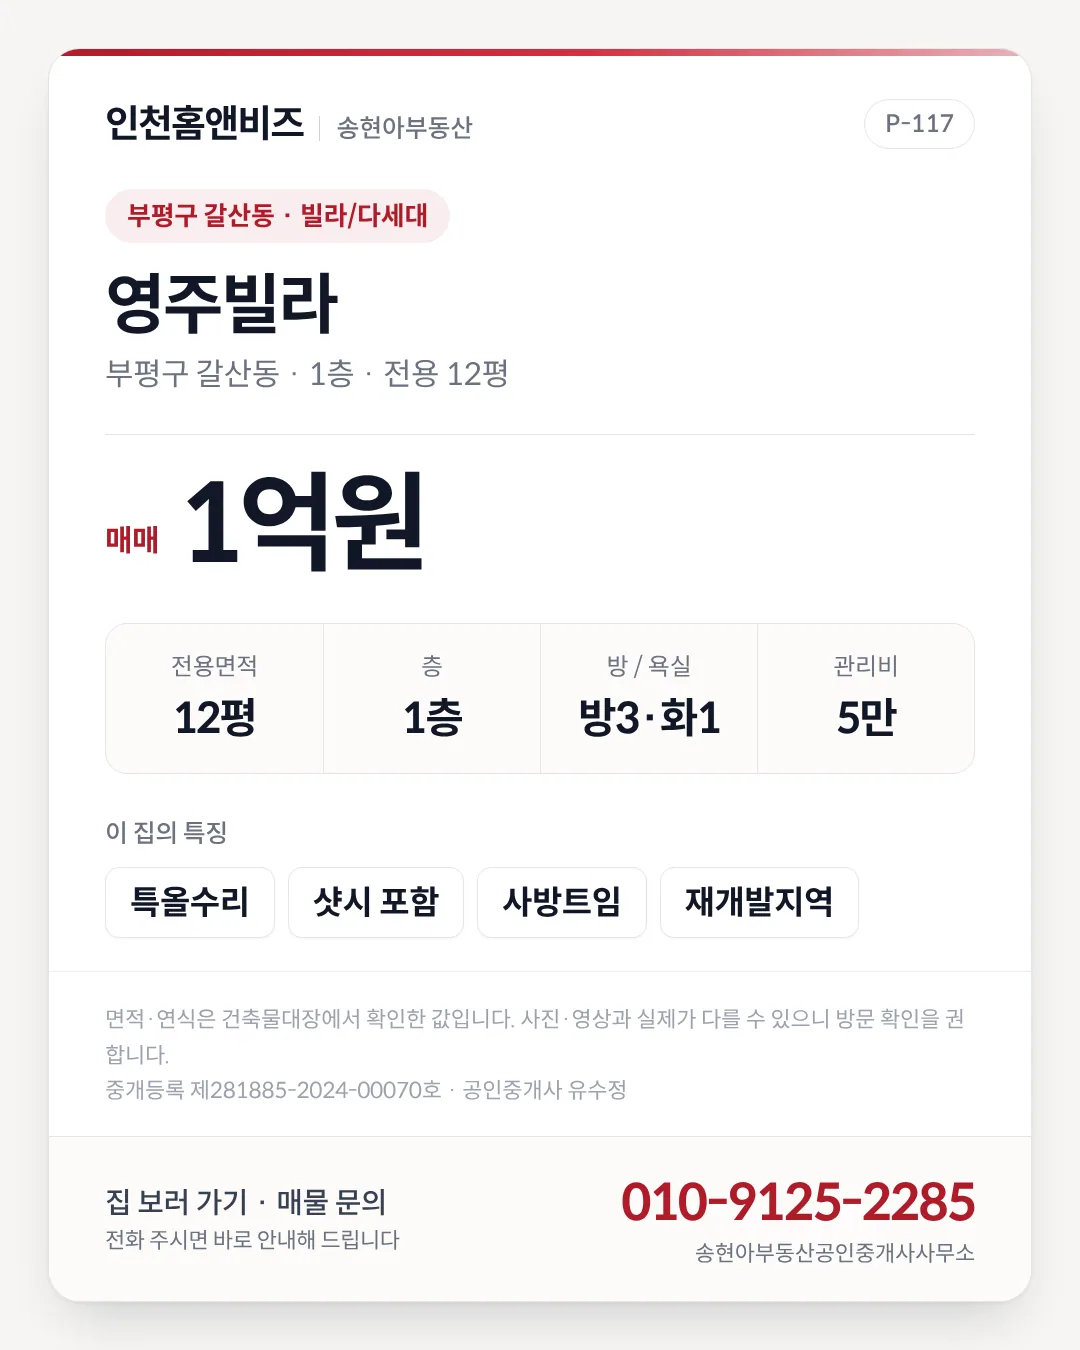 인천홈앤비즈 | 송현아부동산
P-117
부평구 갈산동 · 빌라/다세대
영주빌라
부평구 갈산동 · 1층 · 전용 12평
매매 1억원
전용면적 층 방 / 욕실 관리비
12평 1층 방3·화1 5만
이 집의 특징
특올수리 샷시 포함 사방트임 재개발지역
면적·연식은 건축물대장에서 확인한 값입니다. 사진·영상과 실제가 다를 수 있으니 방문 확인을 권
합니다.
중개등록 제281885-2024-00070호 · 공인중개사 유수정
집 보러 가기 · 매물 문의
전화 주시면 바로 안내해 드립니다
010-9125-2285
송현아부동산공인중개사사무소